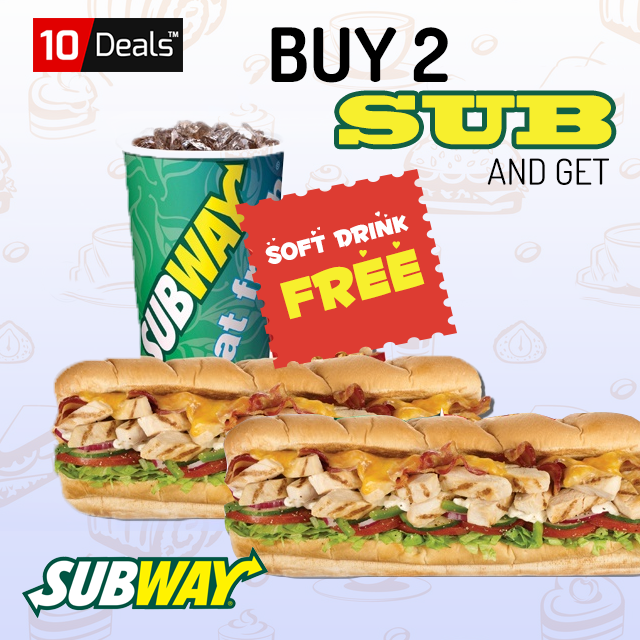 10 Deals™
BUY 2
SUB
AND GET
SUBWAY
SOFT DRINK
FREE
SUBWAY®